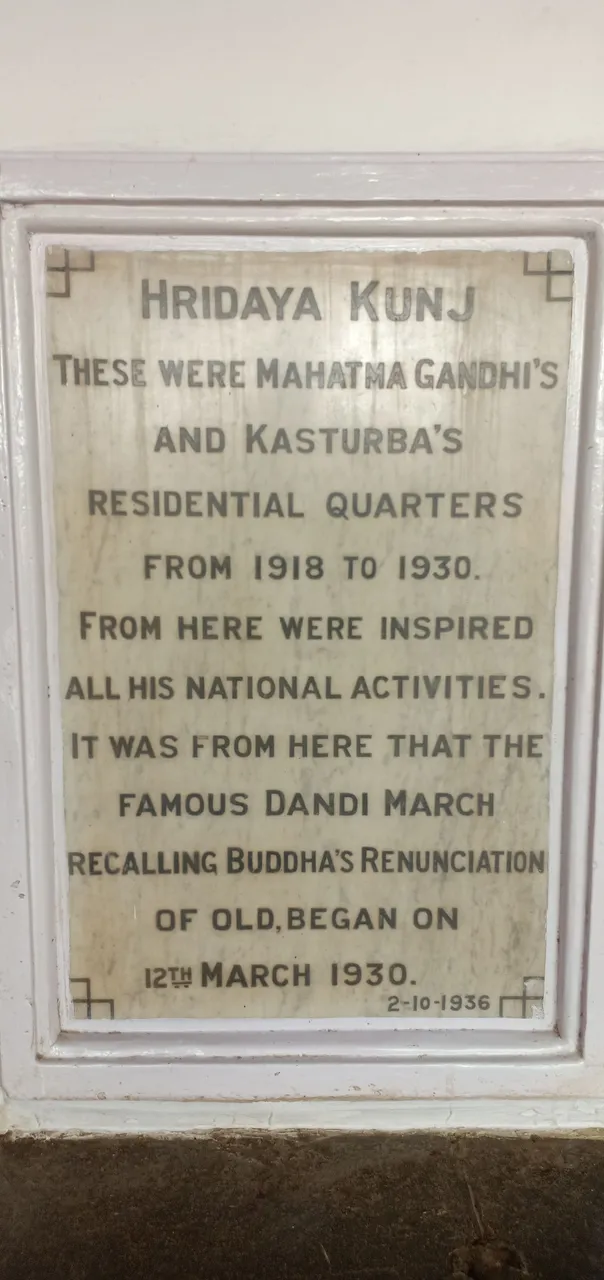 HRIDAYA KUNJ
THESE WERE MAHATMA GANDHI'S
AND KASTURBA'S
RESIDENTIAL QUARTERS
FROM 1918 TO 1930.
FROM HERE WERE INSPIRED
ALL HIS NATIONAL ACTIVITIES.
IT WAS FROM HERE THAT THE
FAMOUS DANDI MARCH
RECALLING BUDDHA'S RENUNCIATION
OF OLD, BEGAN ON
12TH MARCH 1930.
2-10-1936